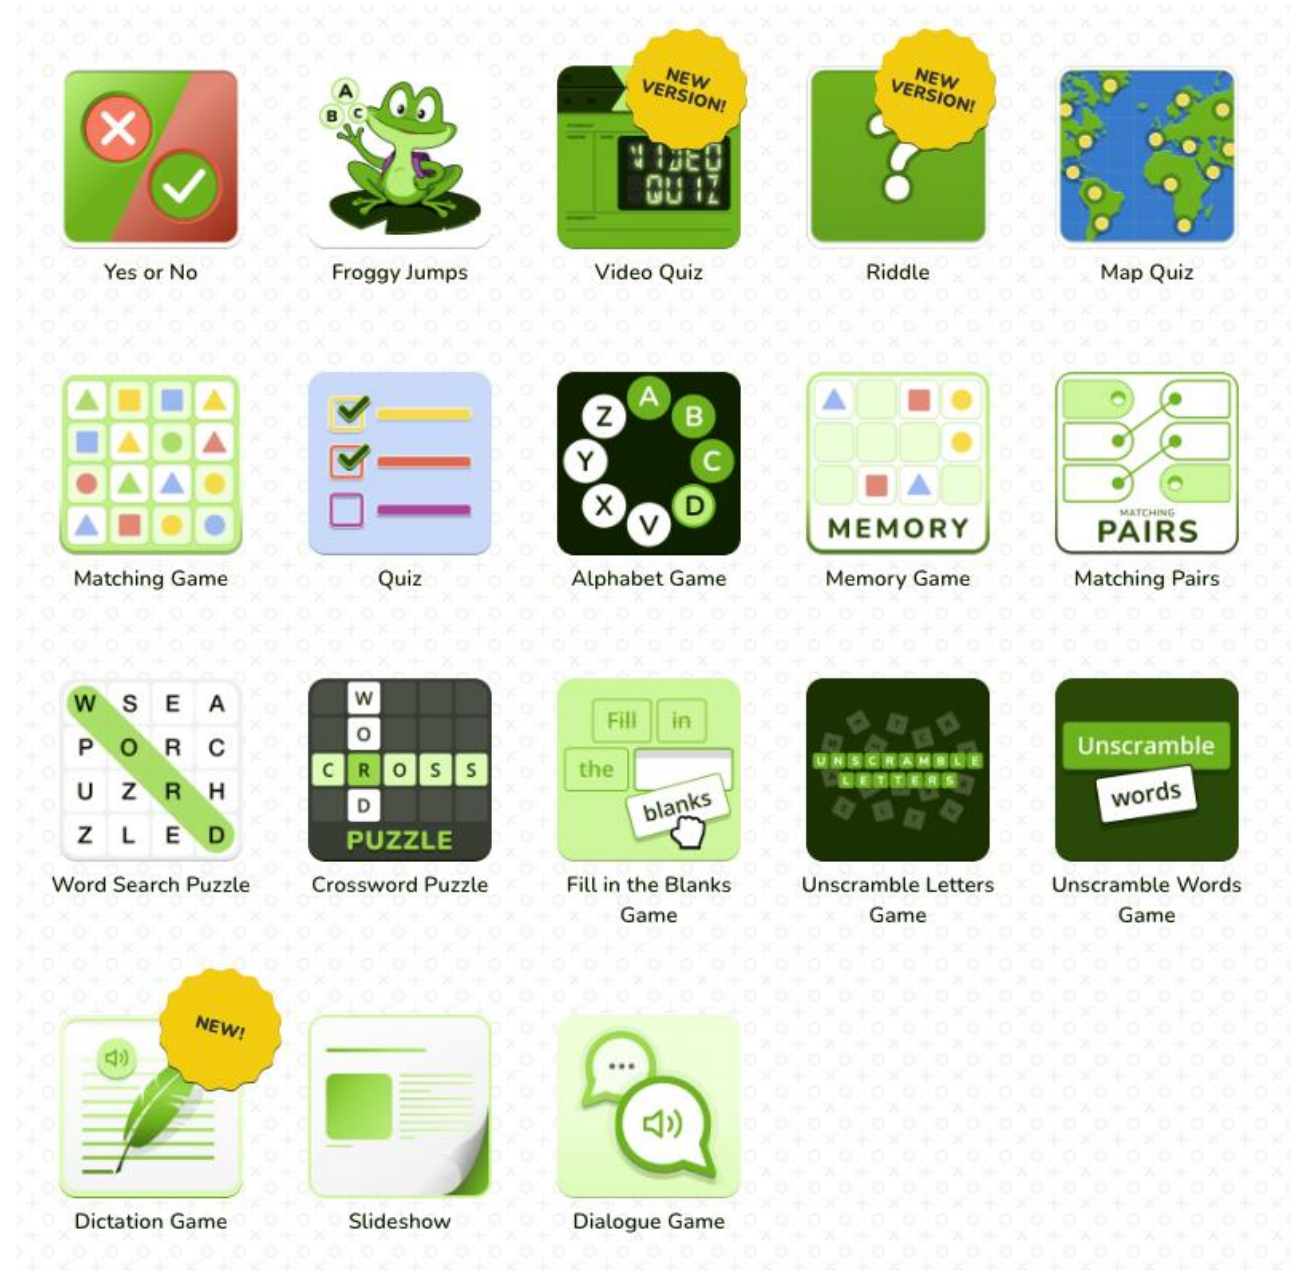 NEW
VERSION!
NEW
VERSION!
A
B
C
VIDEO
QUIZ
Yes or No
Froggy Jumps
Video Quiz
Riddle
Map Quiz
A
Z
B
Y
C
X
D
V
MEMORY
MATCHING
PAIRS
Matching Game
Quiz
Alphabet Game
Memory Game
Matching Pairs
W S E A
P O R C
U Z R H
Z L E D
W
O
C R O S S
D
PUZZLE
Fill in
the
blanks
UNSCRAMBLE
LETTERS
Unscramble
words
Word Search Puzzle
Crossword Puzzle
Fill in the Blanks
Game
Unscramble Letters
Game
Unscramble Words
Game
NEW!
Dictation Game
Slideshow
Dialogue Game